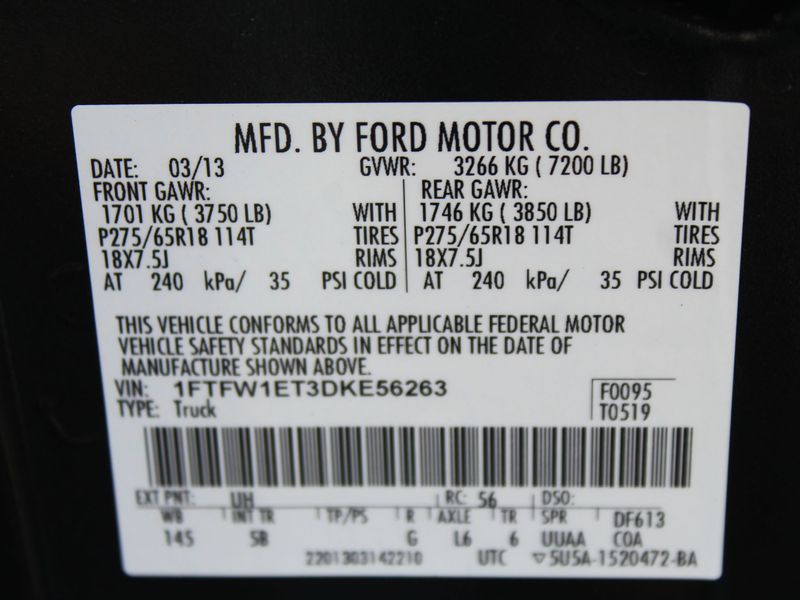 MFD. BY FORD MOTOR CO.
DATE: 03/13 GVWR: 3266 KG ( 7200 LB)
FRONT GAWR: REAR GAWR:
1701 KG ( 3750 LB) WITH 1746 KG ( 3850 LB) WITH
P275/65R18 114T TIRES P275/65R18 114T TIRES
18X7.5J RIMS 18X7.5J RIMS
AT 240 kPa/ 35 PSI COLD AT 240 kPa/ 35 PSI COLD
THIS VEHICLE CONFORMS TO ALL APPLICABLE FEDERAL MOTOR
VEHICLE SAFETY STANDARDS IN EFFECT ON THE DATE OF
MANUFACTURE SHOWN ABOVE.
VIN: 1FTFW1ET3DKE56263 F0095
TYPE: Truck T0519
EXT PNT: UH RC: 56 DSO:
WB INT TR TP/PS R AXLE TR SPR DF613
145 SB G L6 6 UUAA COA
2201303142210 UTC ▽5U5A-1520472-BA